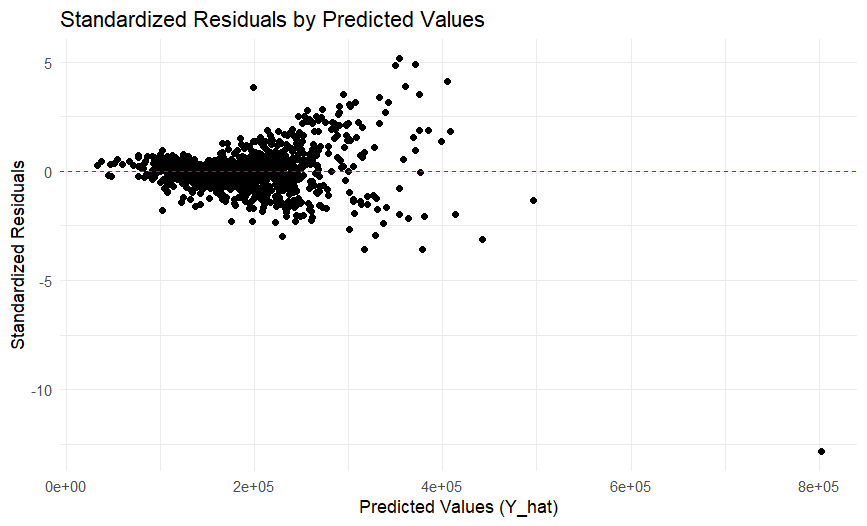 Standardized Residuals by Predicted Values
Standardized Residuals
5
0
-5
-10
0e+00 2e+05 4e+05 6e+05 8e+05
Predicted Values (Y_hat)